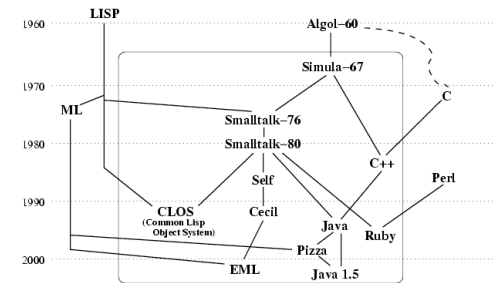 LISP
1960
Algol–60
Simula–67
1970
C
ML
Smalltalk–76
1980
Smalltalk–80
C++
Self
Perl
1990
CLOS
(Common Lisp
Object System)
Cecil
Java
Ruby
Pizza
2000
EML
Java 1.5